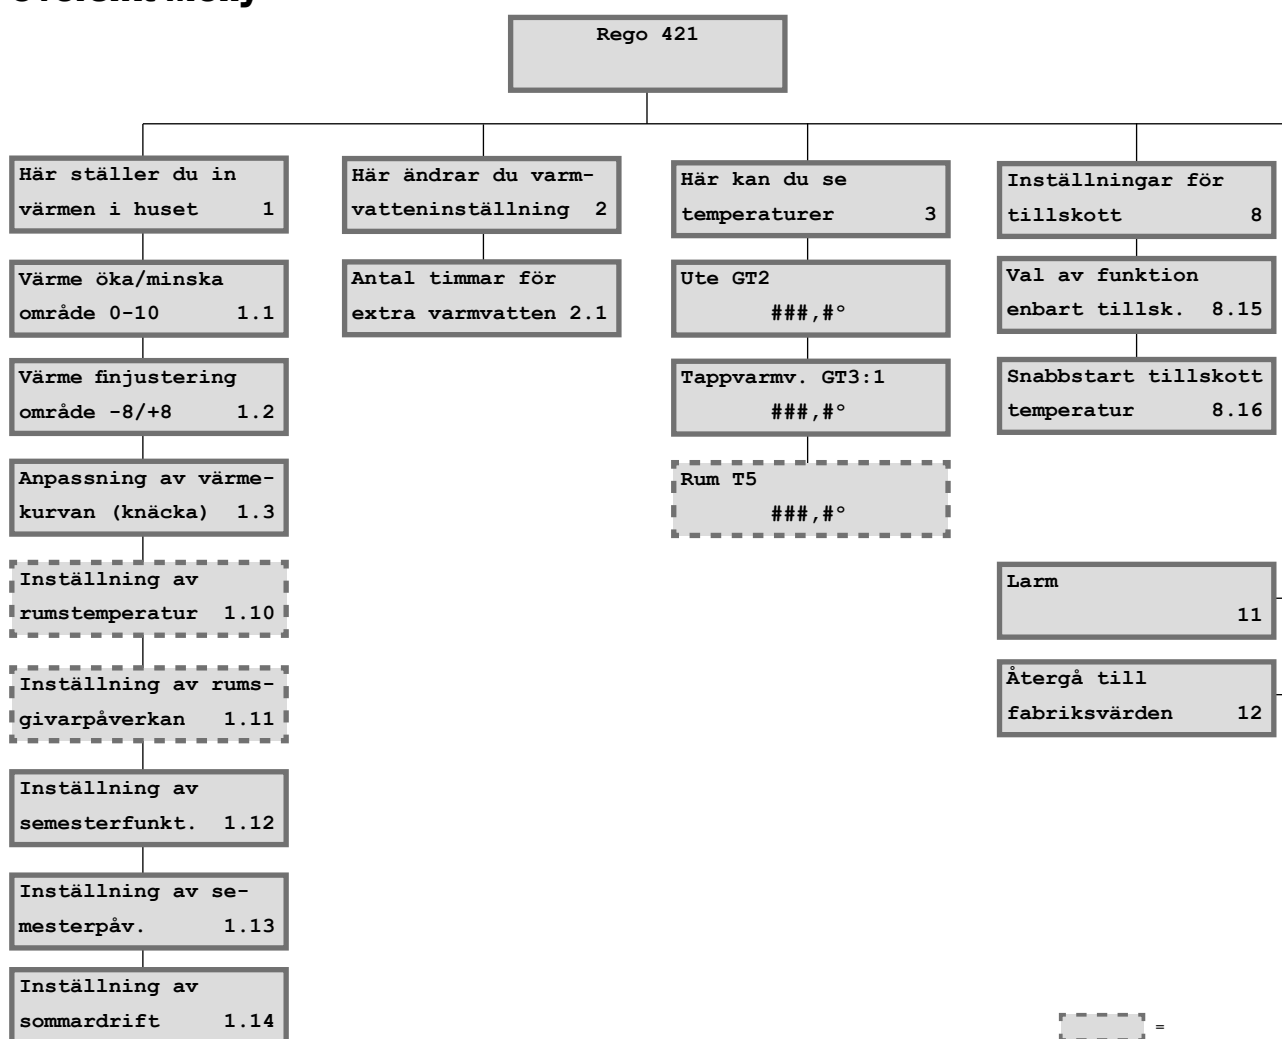 Rego 421
Här ställer du in
värmen i huset 1
Värme öka/minska
område 0-10 1.1
Värme finjustering
område -8/+8 1.2
Anpassning av värme-
kurvan (knäcka) 1.3
Inställning av
rumstemperatur 1.10
Inställning av rums-
givarpåverkan 1.11
Inställning av
semesterfunkt. 1.12
Inställning av se-
mesterpåv. 1.13
Inställning av
sommardrift 1.14
Här ändrar du varm-
vatteninställning 2
Antal timmar för
extra varmvatten 2.1
Här kan du se
temperaturer 3
Ute GT2
###,#°
Tappvarmv. GT3:1
###,#°
Rum T5
###,#°
Inställningar för
tillskott 8
Val av funktion
enbart tillsk. 8.15
Snabbstart tillskott
temperatur 8.16
Larm
11
Återgå till
fabriksvärden 12
=